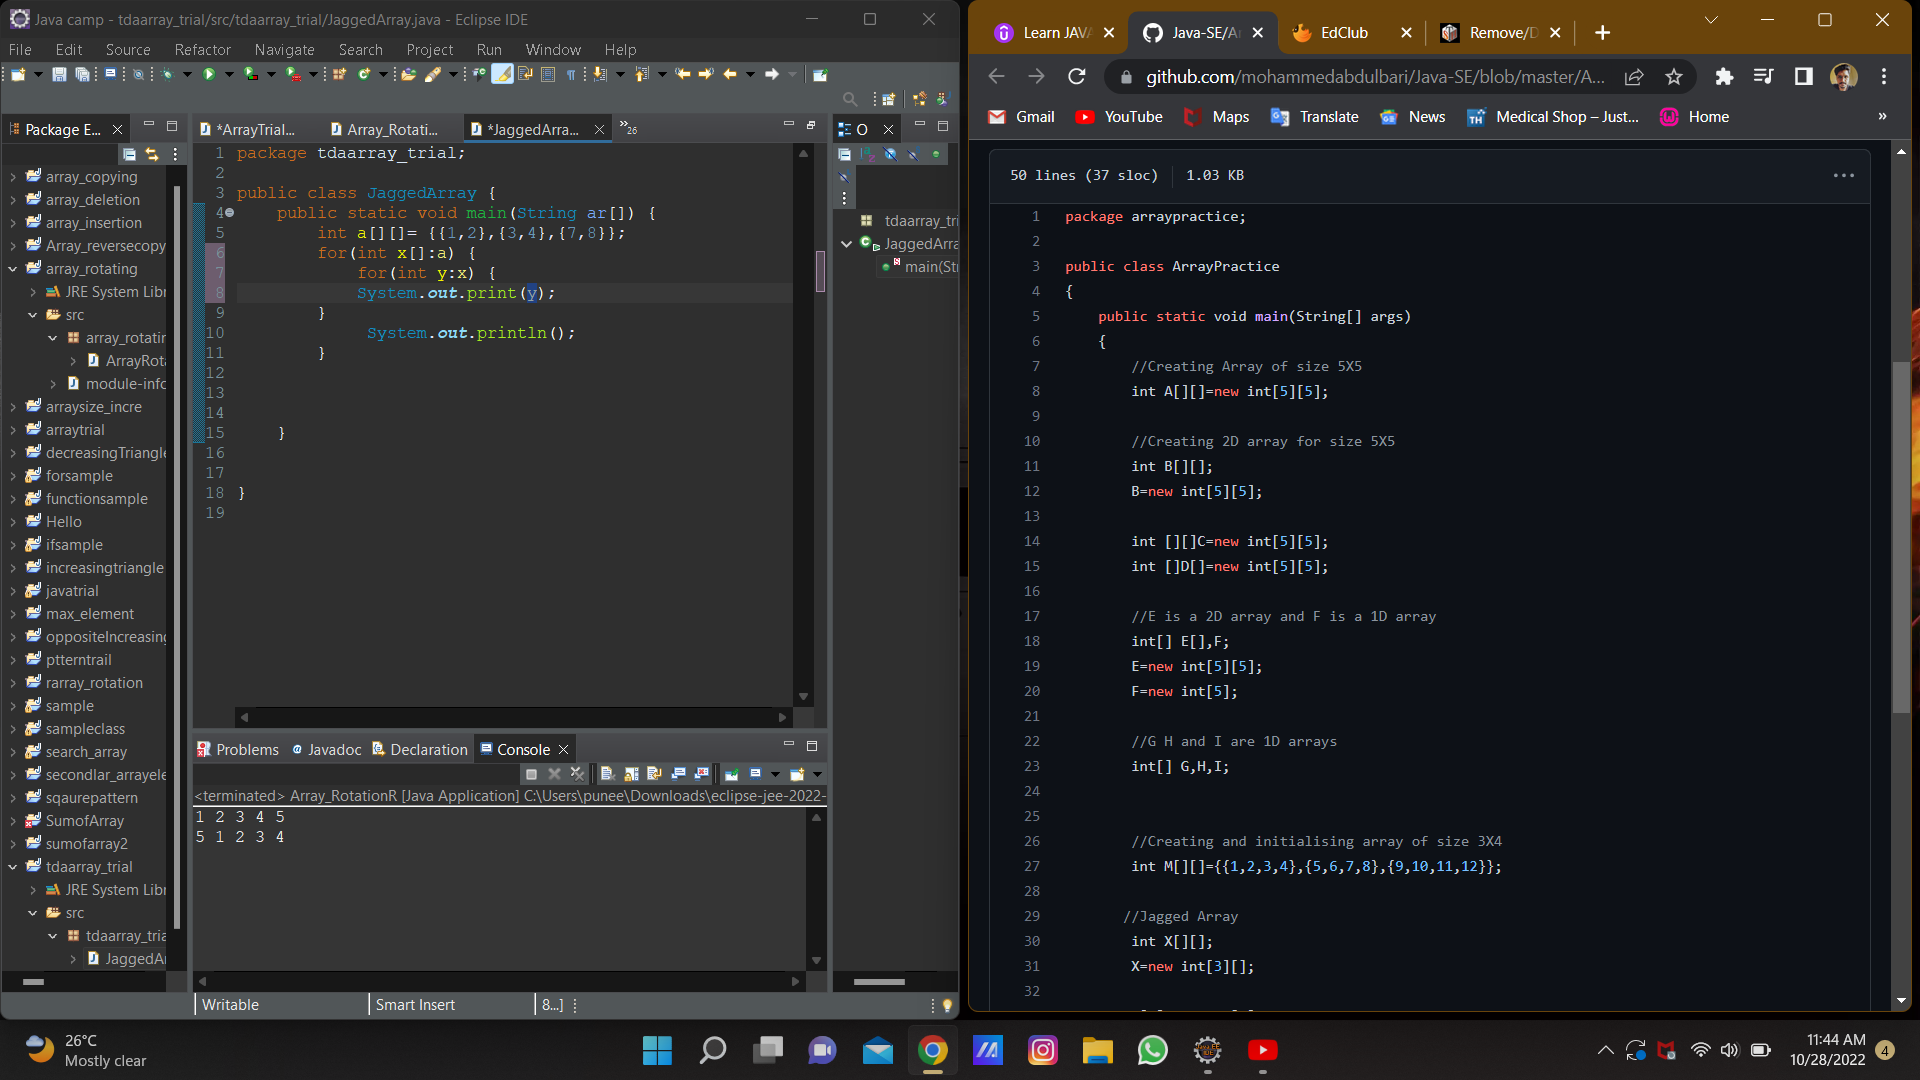 Java camp - tdaarray_trial/src/tdaarray_trial/JaggedArray.java - Eclipse IDE
File Edit Source Refactor Navigate Search Project Run Window Help
Package E...
array_copying
array_deletion
array_insertion
Array_reversecopy
array_rotating
JRE System Libr
src
array_rotatin
ArrayRota
module-info
arraysize_incre
arraytrial
decreasingTriangle
forsample
functionsample
Hello
ifsample
increasingtriangle
javatrial
max_element
oppositeIncreasing
ptterntrail
rarray_rotation
sample
sampleclass
search_array
secondlar_arrayele
sqaurepattern
SumofArray
sumofarray2
tdaarray_trial
JRE System Libr
src
tdaarray_tria
JaggedAr
*ArrayTrial... Array_Rotati... *JaggedArra... »26
1 package tdaarray_trial;
2
3 public class JaggedArray {
4 public static void main(String ar[]) {
5 int a[][]= {{1,2},{3,4},{7,8}};
6 for(int x[]:a) {
7 for(int y:x) {
8 System.out.print(y);
9 }
10 System.out.println();
11 }
12
13
14
15 }
16
17
18 }
19
O
tdaarray_tri
JaggedArra
main(Str
Problems Javadoc Declaration Console
<terminated> Array_RotationR [Java Application] C:\Users\punee\Downloads\eclipse-jee-2022-
1 2 3 4 5
5 1 2 3 4
Writable Smart Insert 8...]
Learn JAVA Java-SE/Ar EdClub Remove/D
github.com/mohammedabdulbari/Java-SE/blob/master/A...
Gmail YouTube Maps Translate News Medical Shop – Just... Home »
50 lines (37 sloc) 1.03 KB
1 package arraypractice;
2
3 public class ArrayPractice
4 {
5 public static void main(String[] args)
6 {
7 //Creating Array of size 5X5
8 int A[][]=new int[5][5];
9
10 //Creating 2D array for size 5X5
11 int B[][];
12 B=new int[5][5];
13
14 int [][]C=new int[5][5];
15 int []D[]=new int[5][5];
16
17 //E is a 2D array and F is a 1D array
18 int[] E[],F;
19 E=new int[5][5];
20 F=new int[5];
21
22 //G H and I are 1D arrays
23 int[] G,H,I;
24
25
26 //Creating and initialising array of size 3X4
27 int M[][]={{1,2,3,4},{5,6,7,8},{9,10,11,12}};
28
29 //Jagged Array
30 int X[][];
31 X=new int[3][];
32
26°C
Mostly clear
11:44 AM
10/28/2022
4